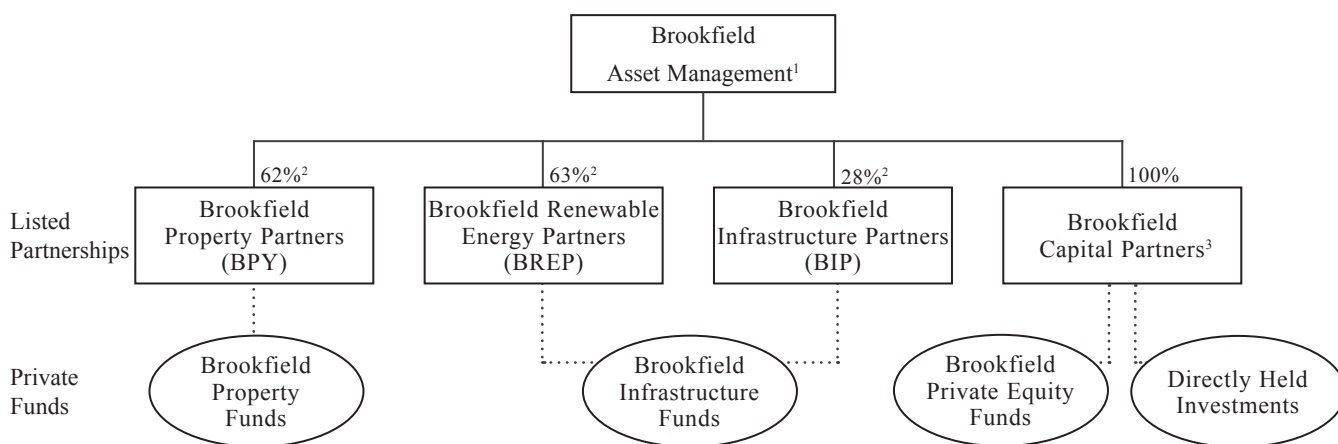 Brookfield
Asset Management¹
62%²
63%²
28%²
100%
Listed
Partnerships
Brookfield
Property Partners
(BPY)
Brookfield Renewable
Energy Partners
(BREP)
Brookfield
Infrastructure Partners
(BIP)
Brookfield
Capital Partners³
Private
Funds
Brookfield
Property
Funds
Brookfield
Infrastructure
Funds
Brookfield
Private Equity
Funds
Directly Held
Investments